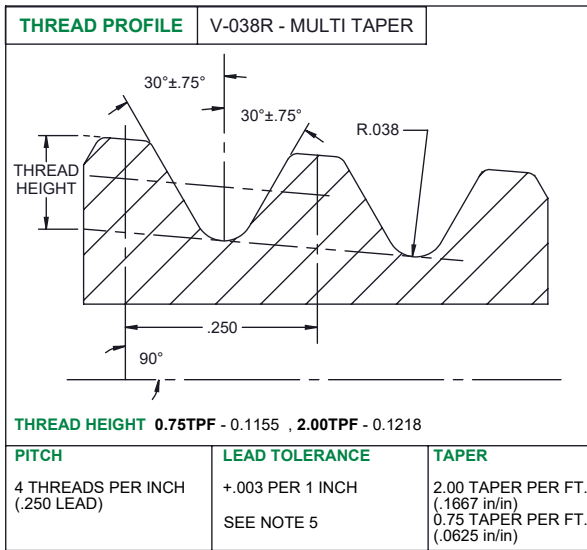 THREAD PROFILE V-038R - MULTI TAPER
30°±.75°
30°±.75°
R.038
THREAD
HEIGHT
.250
90°
THREAD HEIGHT 0.75TPF - 0.1155 , 2.00TPF - 0.1218
PITCH
4 THREADS PER INCH
(.250 LEAD)
LEAD TOLERANCE
+.003 PER 1 INCH
SEE NOTE 5
TAPER
2.00 TAPER PER FT.
(.1667 in/in)
0.75 TAPER PER FT.
(.0625 in/in)